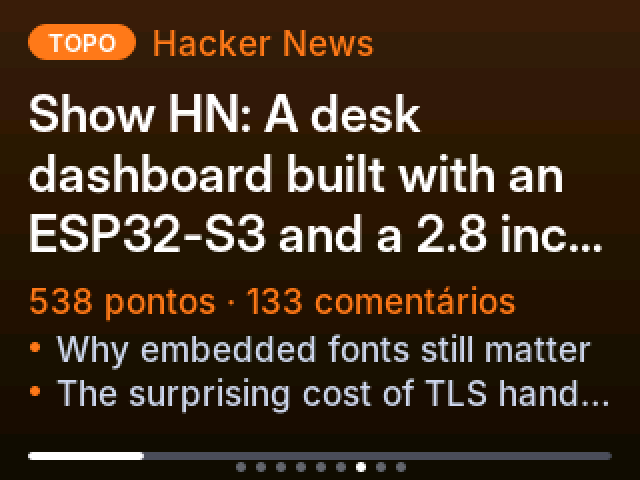 TOPO Hacker News
Show HN: A desk
dashboard built with an
ESP32-S3 and a 2.8 inc...
538 pontos · 133 comentários
• Why embedded fonts still matter
• The surprising cost of TLS hand...